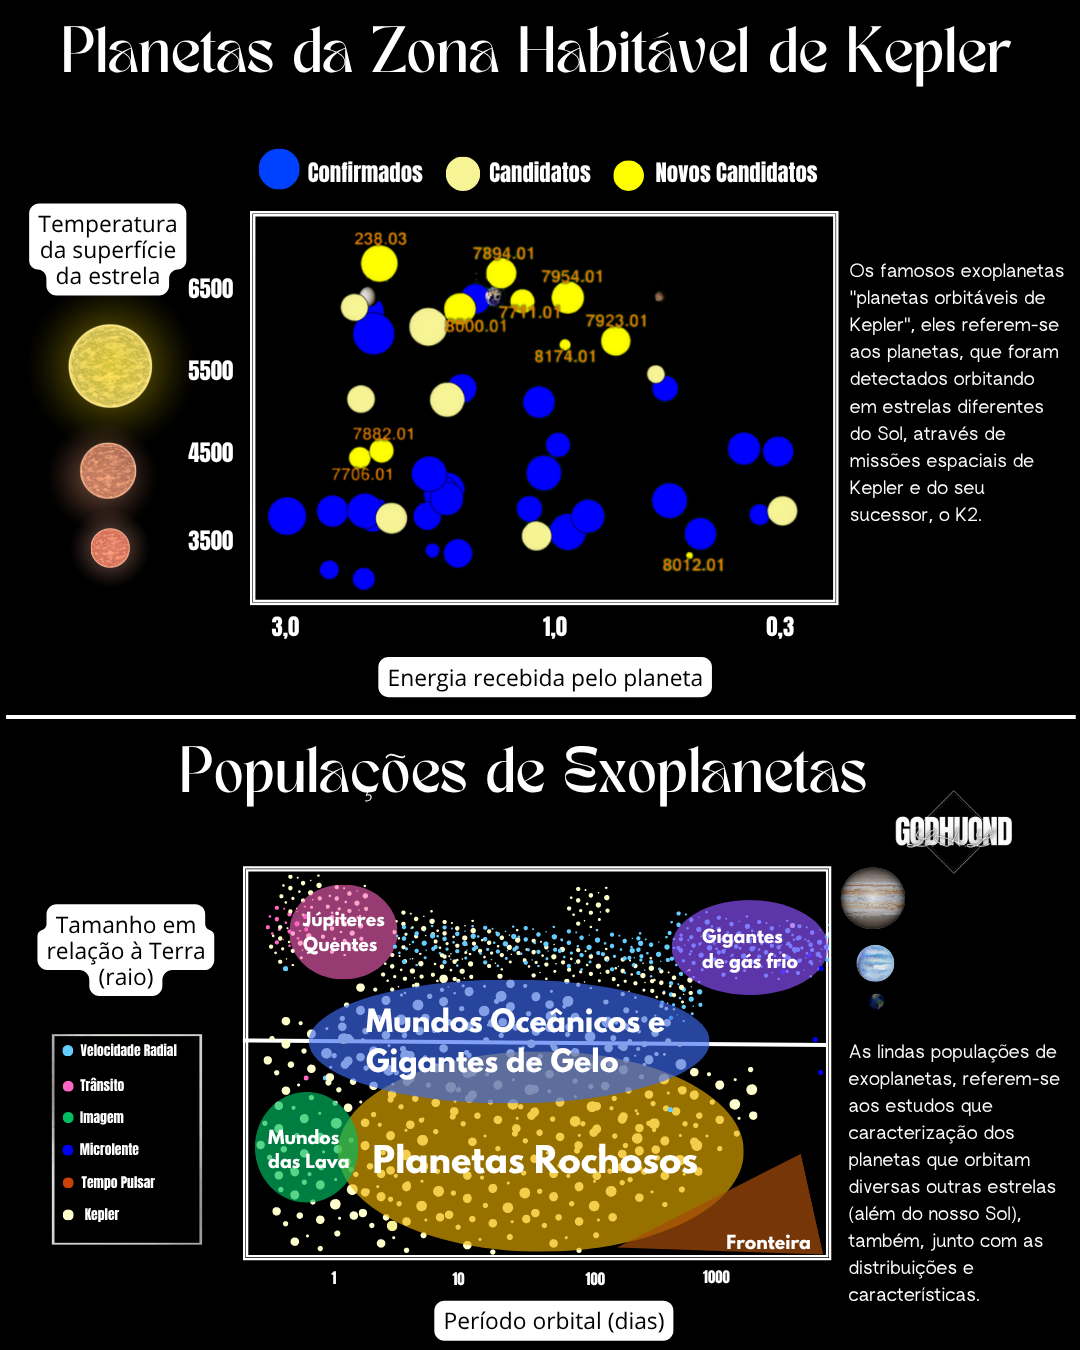 Planetas da Zona Habitável de Kepler
Confirmados
Candidatos
Novos Candidatos
Temperatura
da superfície
da estrela
6500
5500
4500
3500
238.03
7894.01
7954.01
7711.01
8000.01
7923.01
8174.01
7882.01
7706.01
8012.01
3,0
1,0
0,3
Energia recebida pelo planeta
Os famosos exoplanetas
"planetas orbitáveis de
Kepler", eles referem-se
aos planetas, que foram
detectados orbitando
em estrelas diferentes
do Sol, através de
missões espaciais de
Kepler e do seu
sucessor, o K2.
Populações de Exoplanetas
GODHUOND
Tamanho em
relação à Terra
(raio)
Velocidade Radial
Trânsito
Imagem
Microlente
Tempo Pulsar
Kepler
Júpiteres
Quentes
Gigantes
de gás frio
Mundos Oceânicos e
Gigantes de Gelo
Mundos
das Lava
Planetas Rochosos
Fronteira
1
10
100
1000
Período orbital (dias)
As lindas populações de
exoplanetas, referem-se
aos estudos que
caracterização dos
planetas que orbitam
diversas outras estrelas
(além do nosso Sol),
também, junto com as
distribuições e
características.